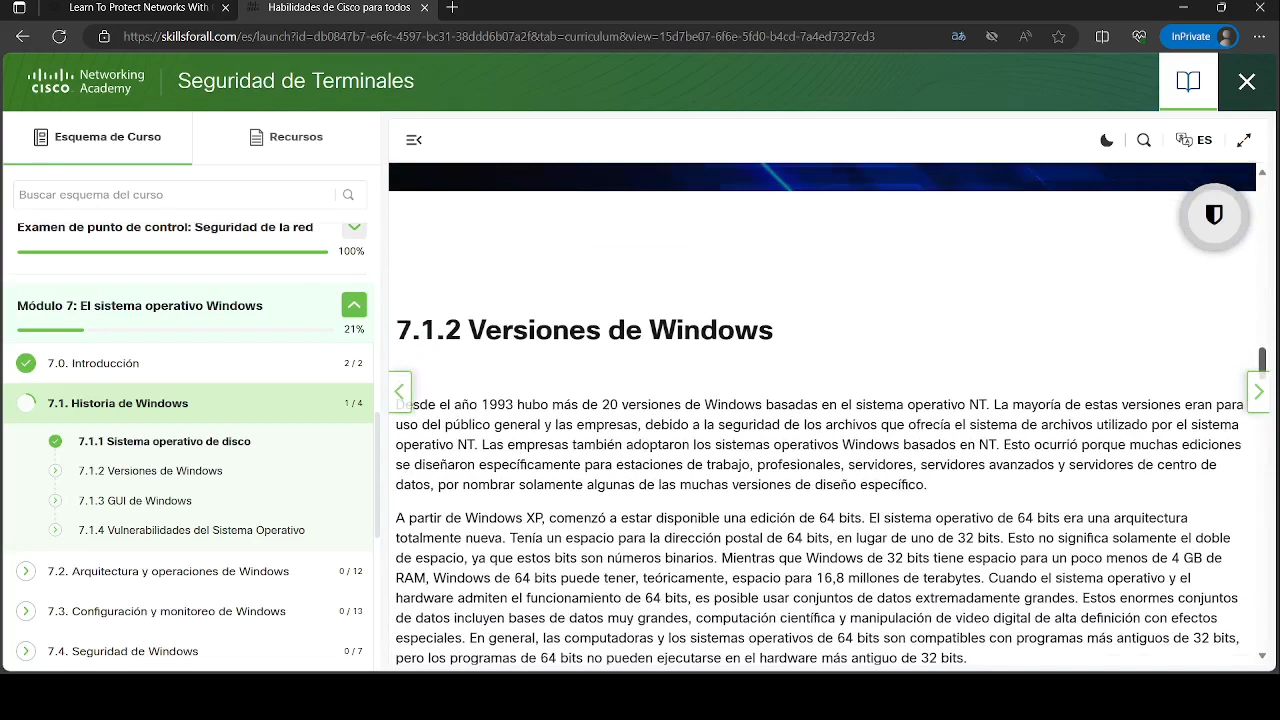 Learn To Protect Networks With
Habilidades de Cisco para todos
https://skillsforall.com/es/launch?id=db0847b7-e6fc-4597-bc31-38ddd6b07a2f&tab=curriculum&view=15d7be07-6f6e-5fd0-b4cd-7a4ed7327cd3
InPrivate
CISCO Networking Academy
Seguridad de Terminales
Esquema de Curso
Recursos
ES
Buscar esquema del curso
Examen de punto de control: Seguridad de la red
100%
Módulo 7: El sistema operativo Windows
21%
7.0. Introducción 2 / 2
7.1. Historia de Windows 1 / 4
7.1.1 Sistema operativo de disco
7.1.2 Versiones de Windows
7.1.3 GUI de Windows
7.1.4 Vulnerabilidades del Sistema Operativo
7.2. Arquitectura y operaciones de Windows 0 / 12
7.3. Configuración y monitoreo de Windows 0 / 13
7.4. Seguridad de Windows 0 / 7
7.1.2 Versiones de Windows
Desde el año 1993 hubo más de 20 versiones de Windows basadas en el sistema operativo NT. La mayoría de estas versiones eran para
uso del público general y las empresas, debido a la seguridad de los archivos que ofrecía el sistema de archivos utilizado por el sistema
operativo NT. Las empresas también adoptaron los sistemas operativos Windows basados en NT. Esto ocurrió porque muchas ediciones
se diseñaron específicamente para estaciones de trabajo, profesionales, servidores, servidores avanzados y servidores de centro de
datos, por nombrar solamente algunas de las muchas versiones de diseño específico.
A partir de Windows XP, comenzó a estar disponible una edición de 64 bits. El sistema operativo de 64 bits era una arquitectura
totalmente nueva. Tenía un espacio para la dirección postal de 64 bits, en lugar de uno de 32 bits. Esto no significa solamente el doble
de espacio, ya que estos bits son números binarios. Mientras que Windows de 32 bits tiene espacio para un poco menos de 4 GB de
RAM, Windows de 64 bits puede tener, teóricamente, espacio para 16,8 millones de terabytes. Cuando el sistema operativo y el
hardware admiten el funcionamiento de 64 bits, es posible usar conjuntos de datos extremadamente grandes. Estos enormes conjuntos
de datos incluyen bases de datos muy grandes, computación científica y manipulación de video digital de alta definición con efectos
especiales. En general, las computadoras y los sistemas operativos de 64 bits son compatibles con programas más antiguos de 32 bits,
pero los programas de 64 bits no pueden ejecutarse en el hardware más antiguo de 32 bits.